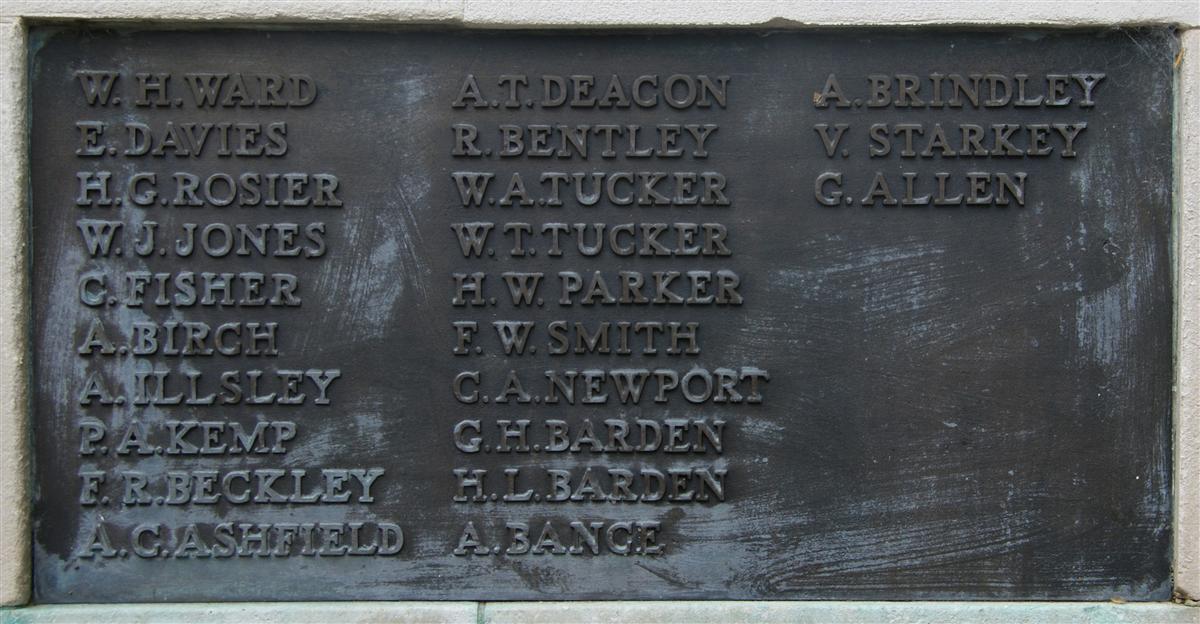 W. H. WARD
E. DAVIES
H. G. ROSIER
W. J. JONES
C. FISHER
A. BIRCH
A. ILLSLEY
P. A. KEMP
F. R. BECKLEY
A. C. ASHFIELD
A. T. DEACON
R. BENTLEY
W. A. TUCKER
W. T. TUCKER
H. W. PARKER
F. W. SMITH
C. A. NEWPORT
G. H. BARDEN
H. L. BARDEN
A. BANCE
A. BRINDLEY
V. STARKEY
G. ALLEN